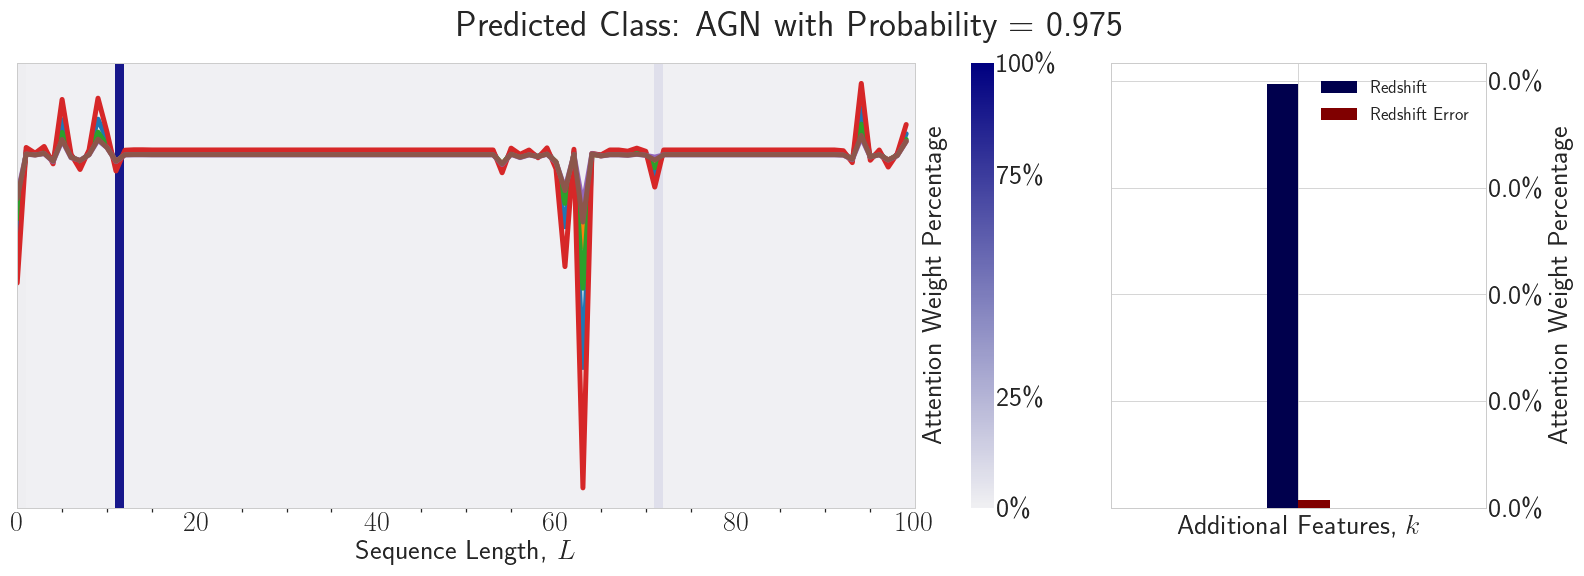 Predicted Class: AGN with Probability = 0.975
0
20
40
60
80
100
Sequence Length, L
Attention Weight Percentage
100%
75%
25%
0%
Redshift
Redshift Error
0.0%
0.0%
0.0%
0.0%
0.0%
Attention Weight Percentage
Additional Features, k